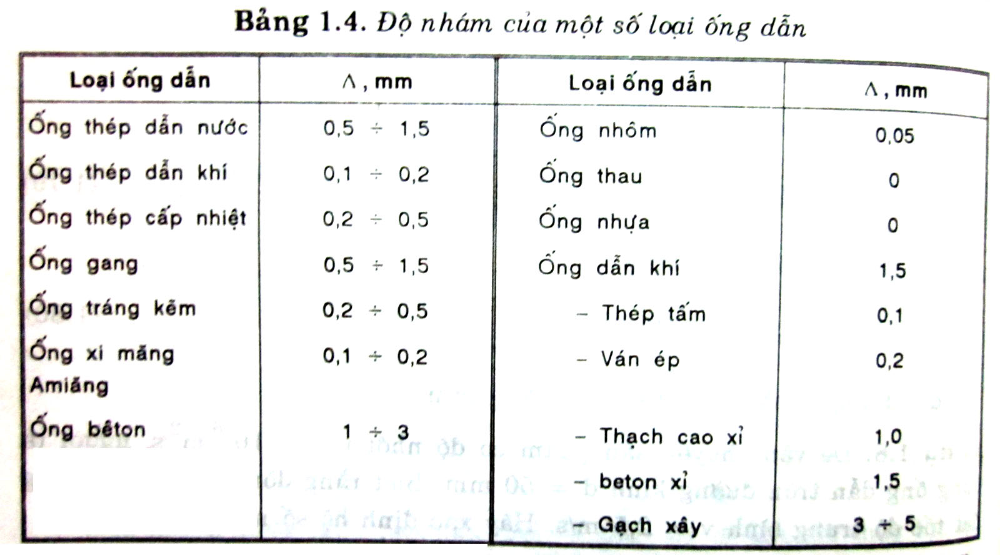 Bảng 1.4. Độ nhám của một số loại ống dẫn
Loại ống dẫn Λ , mm Loại ống dẫn Λ , mm
Ống thép dẫn nước 0,5 ÷ 1,5 Ống nhôm 0,05
Ống thép dẫn khí 0,1 ÷ 0,2 Ống thau 0
Ống thép cấp nhiệt 0,2 ÷ 0,5 Ống nhựa 0
Ống gang 0,5 ÷ 1,5 Ống dẫn khí 1,5
Ống tráng kẽm 0,2 ÷ 0,5 – Thép tấm 0,1
Ống xi măng 0,1 ÷ 0,2 – Ván ép 0,2
Amiăng
Ống bêton 1 ÷ 3 – Thạch cao xỉ 1,0
– beton xỉ 1,5
– Gạch xây 3 ÷ 5